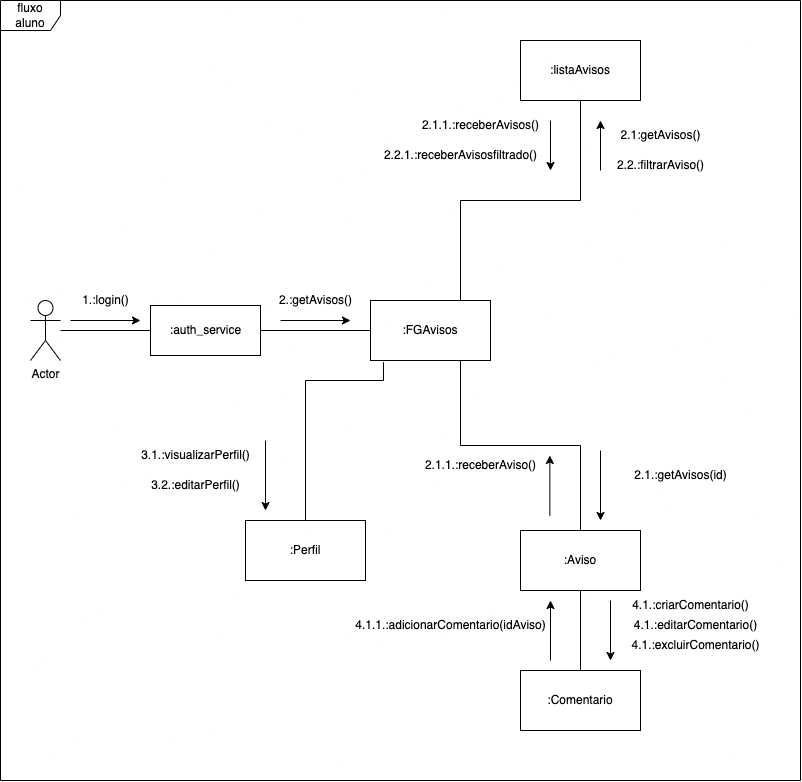 fluxo
aluno
:listaAvisos
2.1.1.:receberAvisos()
2.1:getAvisos()
2.2.1.:receberAvisosfiltrado()
2.2.:filtrarAviso()
1.:login()
2.:getAvisos()
:auth_service
:FGAvisos
Actor
3.1.:visualizarPerfil()
3.2.:editarPerfil()
2.1.1.:receberAviso()
2.1.:getAvisos(id)
:Perfil
:Aviso
4.1.1.:adicionarComentario(idAviso)
4.1.:criarComentario()
4.1.:editarComentario()
4.1.:excluirComentario()
:Comentario